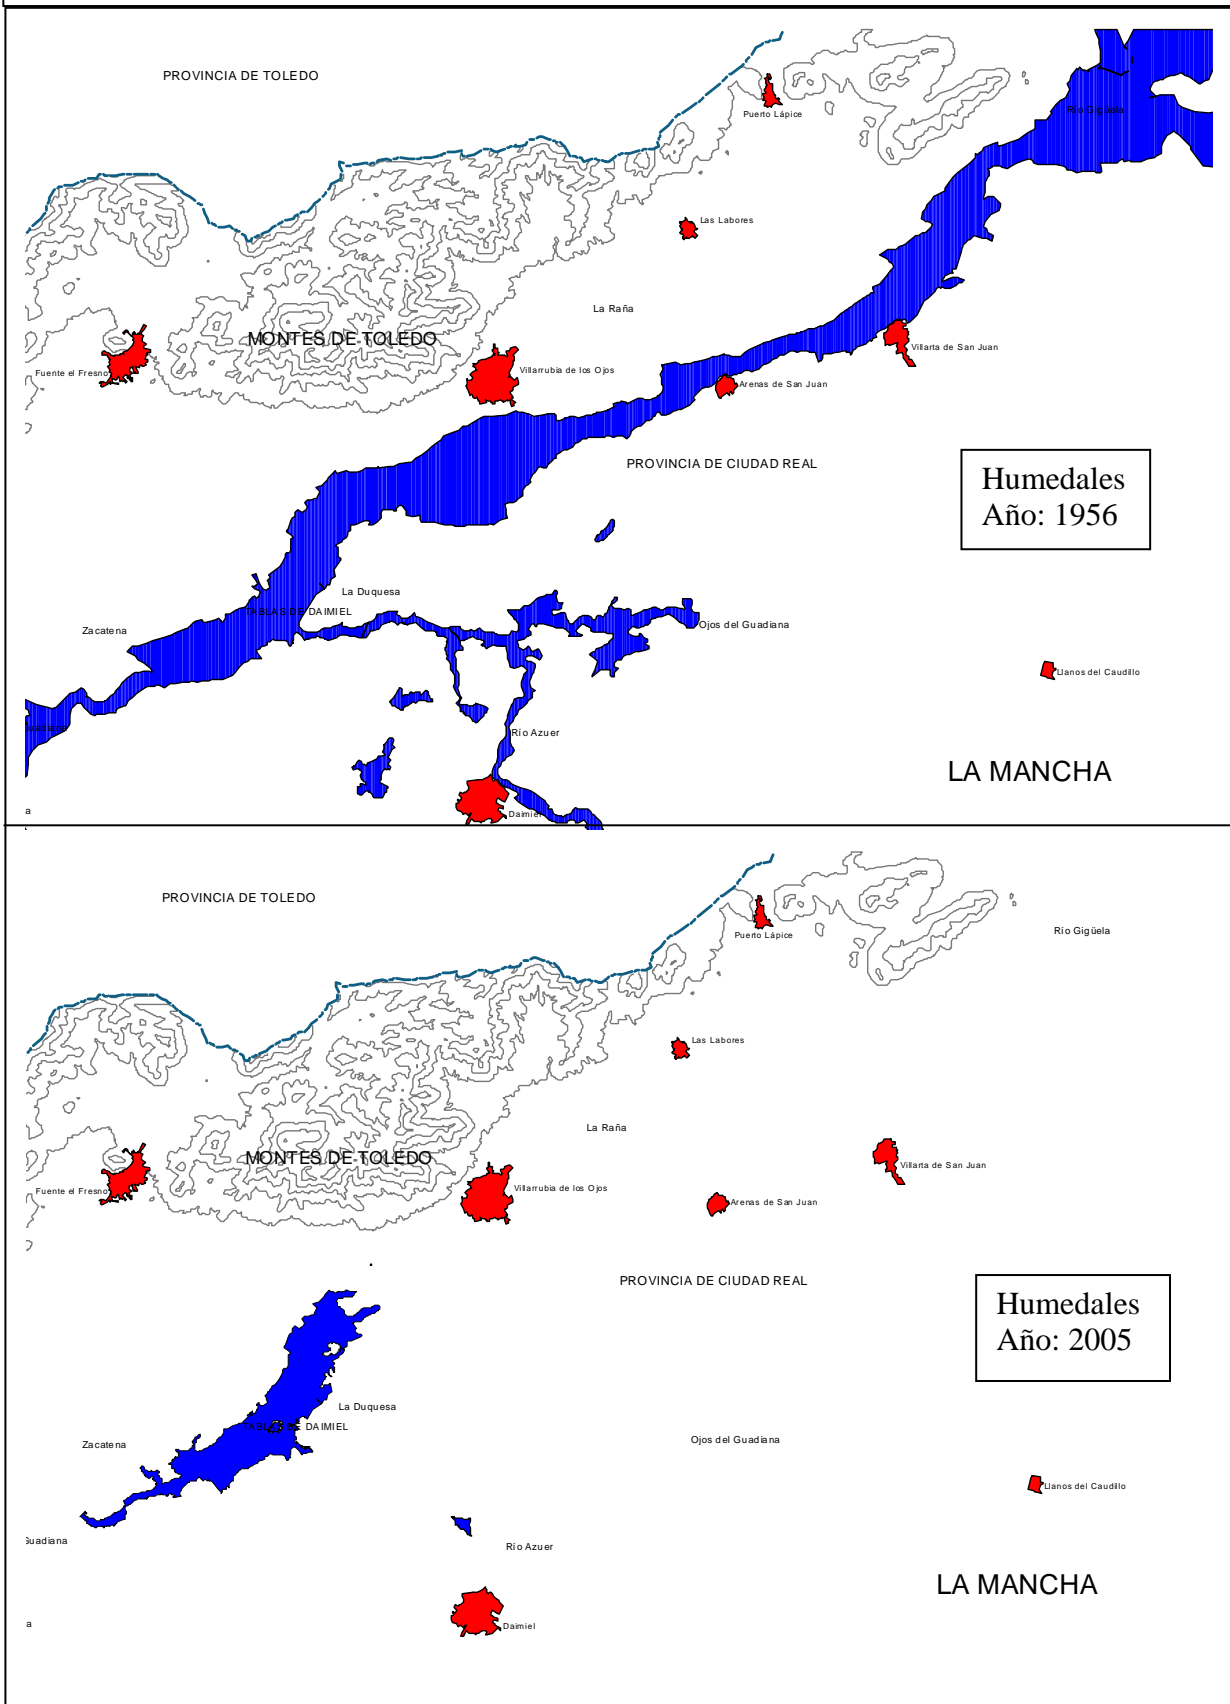 PROVINCIA DE TOLEDO
Puerto Lápice
Río Gigüela
Las Labores
La Raña
MONTES DE TOLEDO
Villarta de San Juan
Fuente el Fresno
Villarrubia de los Ojos
Arenas de San Juan
PROVINCIA DE CIUDAD REAL
Humedales
Año: 1956
La Duquesa
TABLAS DE DAIMIEL
Zacatena
Ojos del Guadiana
Llanos del Caudillo
Guadiana
Río Azuer
LA MANCHA
a
Daimiel
PROVINCIA DE TOLEDO
Puerto Lápice
Río Gigüela
Las Labores
La Raña
MONTES DE TOLEDO
Villarta de San Juan
Fuente el Fresno
Villarrubia de los Ojos
Arenas de San Juan
PROVINCIA DE CIUDAD REAL
Humedales
Año: 2005
La Duquesa
TABLAS DE DAIMIEL
Zacatena
Ojos del Guadiana
Llanos del Caudillo
Guadiana
Río Azuer
LA MANCHA
a
Daimiel